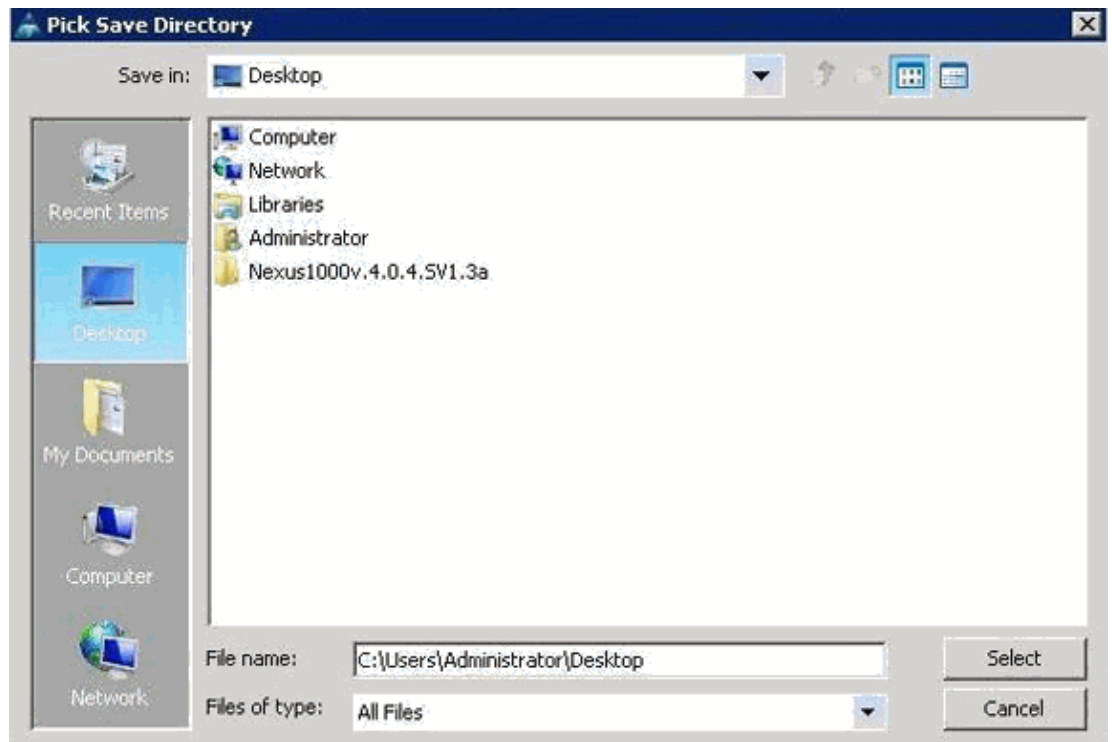 Pick Save Directory
Save in:
Desktop
Recent Items
Desktop
My Documents
Computer
Network
Computer
Network
Libraries
Administrator
Nexus1000v.4.0.4.SV1.3a
File name:
C:\Users\Administrator\Desktop
Select
Files of type:
All Files
Cancel